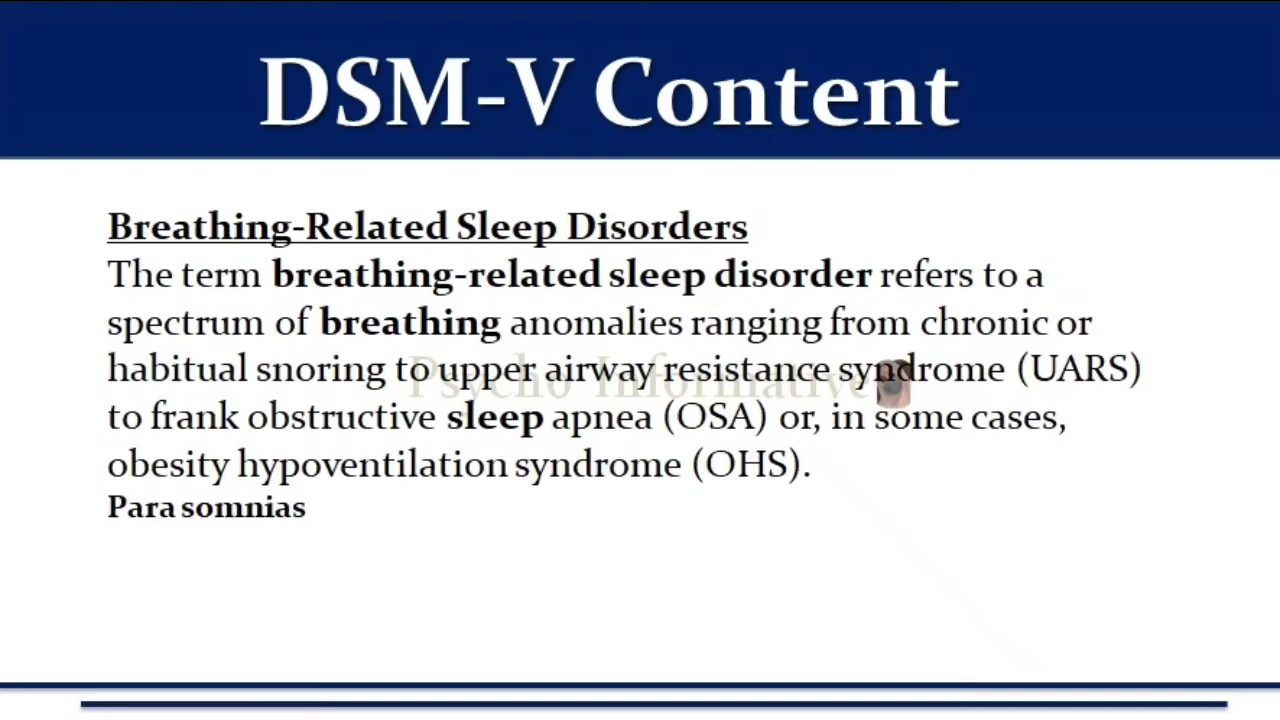 DSM-V Content
Breathing-Related Sleep Disorders
The term breathing-related sleep disorder refers to a
spectrum of breathing anomalies ranging from chronic or
habitual snoring to upper airway resistance syndrome (UARS)
to frank obstructive sleep apnea (OSA) or, in some cases,
obesity hypoventilation syndrome (OHS).
Para somnias
Psycho Informative